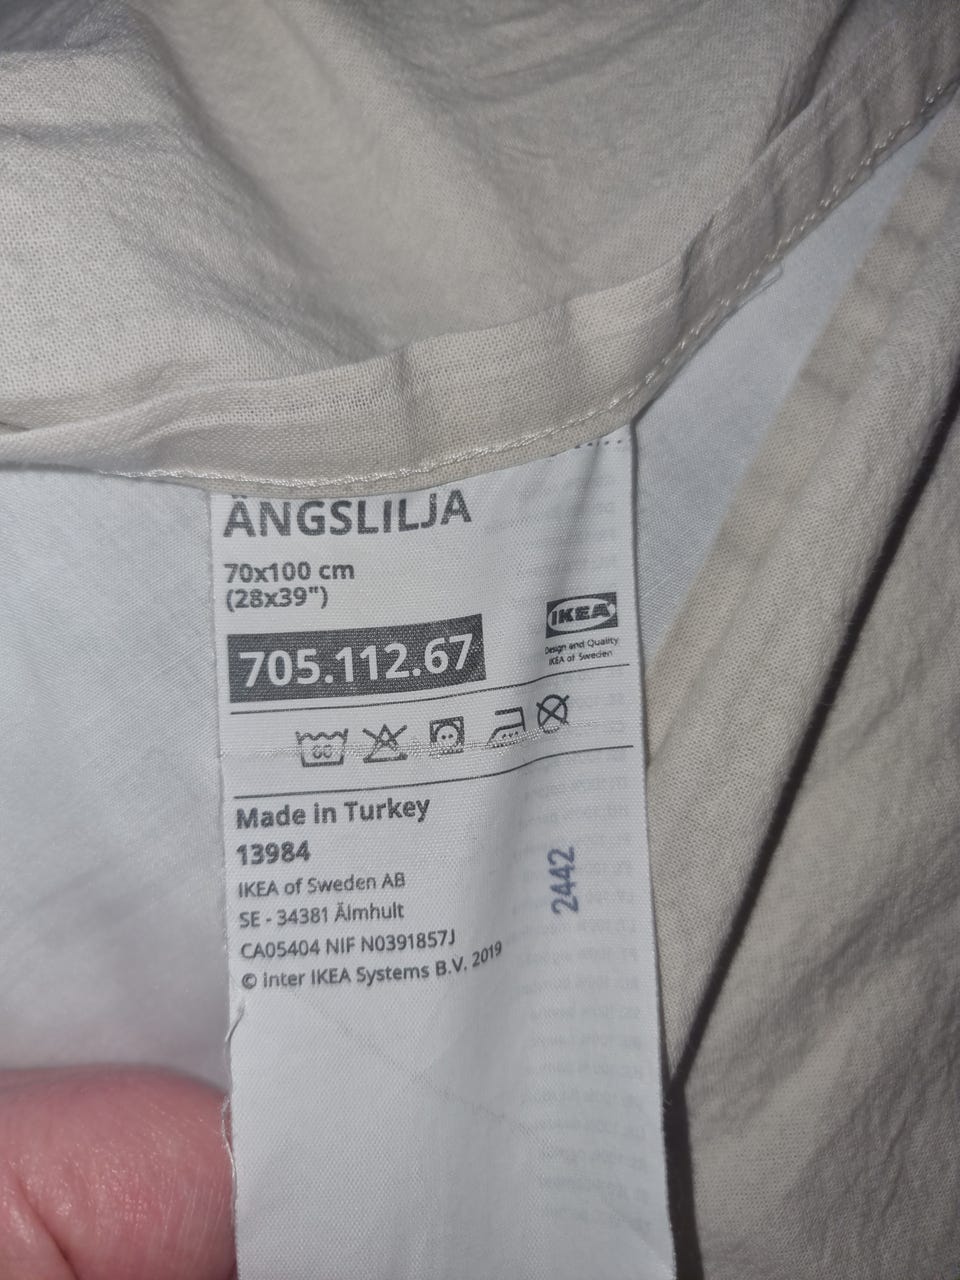 ÄNGSLILJA
70x100 cm
(28x39")
705.112.67
IKEA
Design and Quality
IKEA of Sweden
60
Made in Turkey
13984
IKEA of Sweden AB
SE - 34381 Älmhult
CA05404 NIF N0391857J
© Inter IKEA Systems B.V. 2019
2442